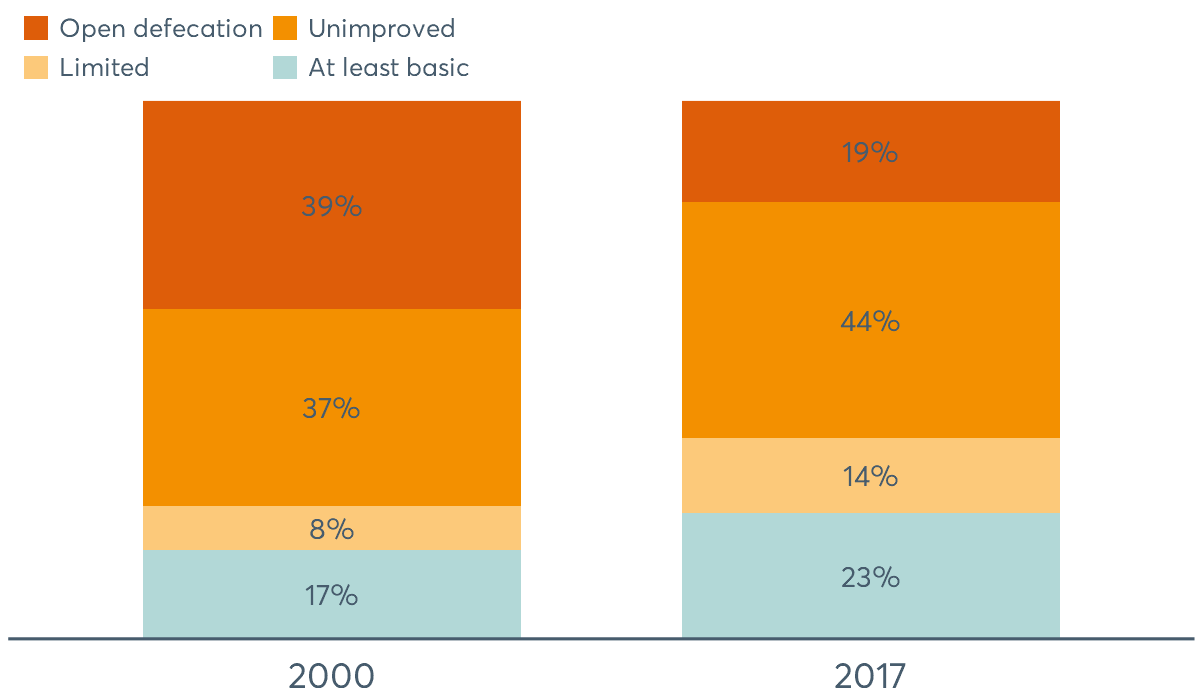 Open defecation Unimproved
Limited At least basic
39% 19%
37% 44%
8% 14%
17% 23%
2000 2017